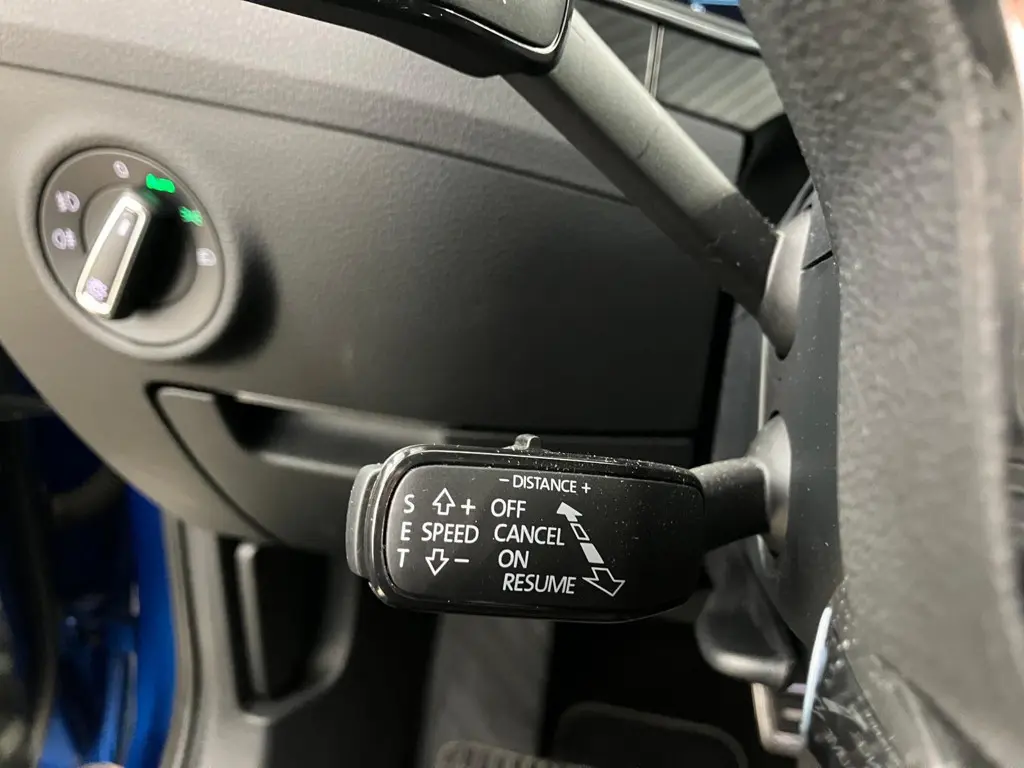 − DISTANCE +
S + OFF
E SPEED CANCEL
T − ON
RESUME